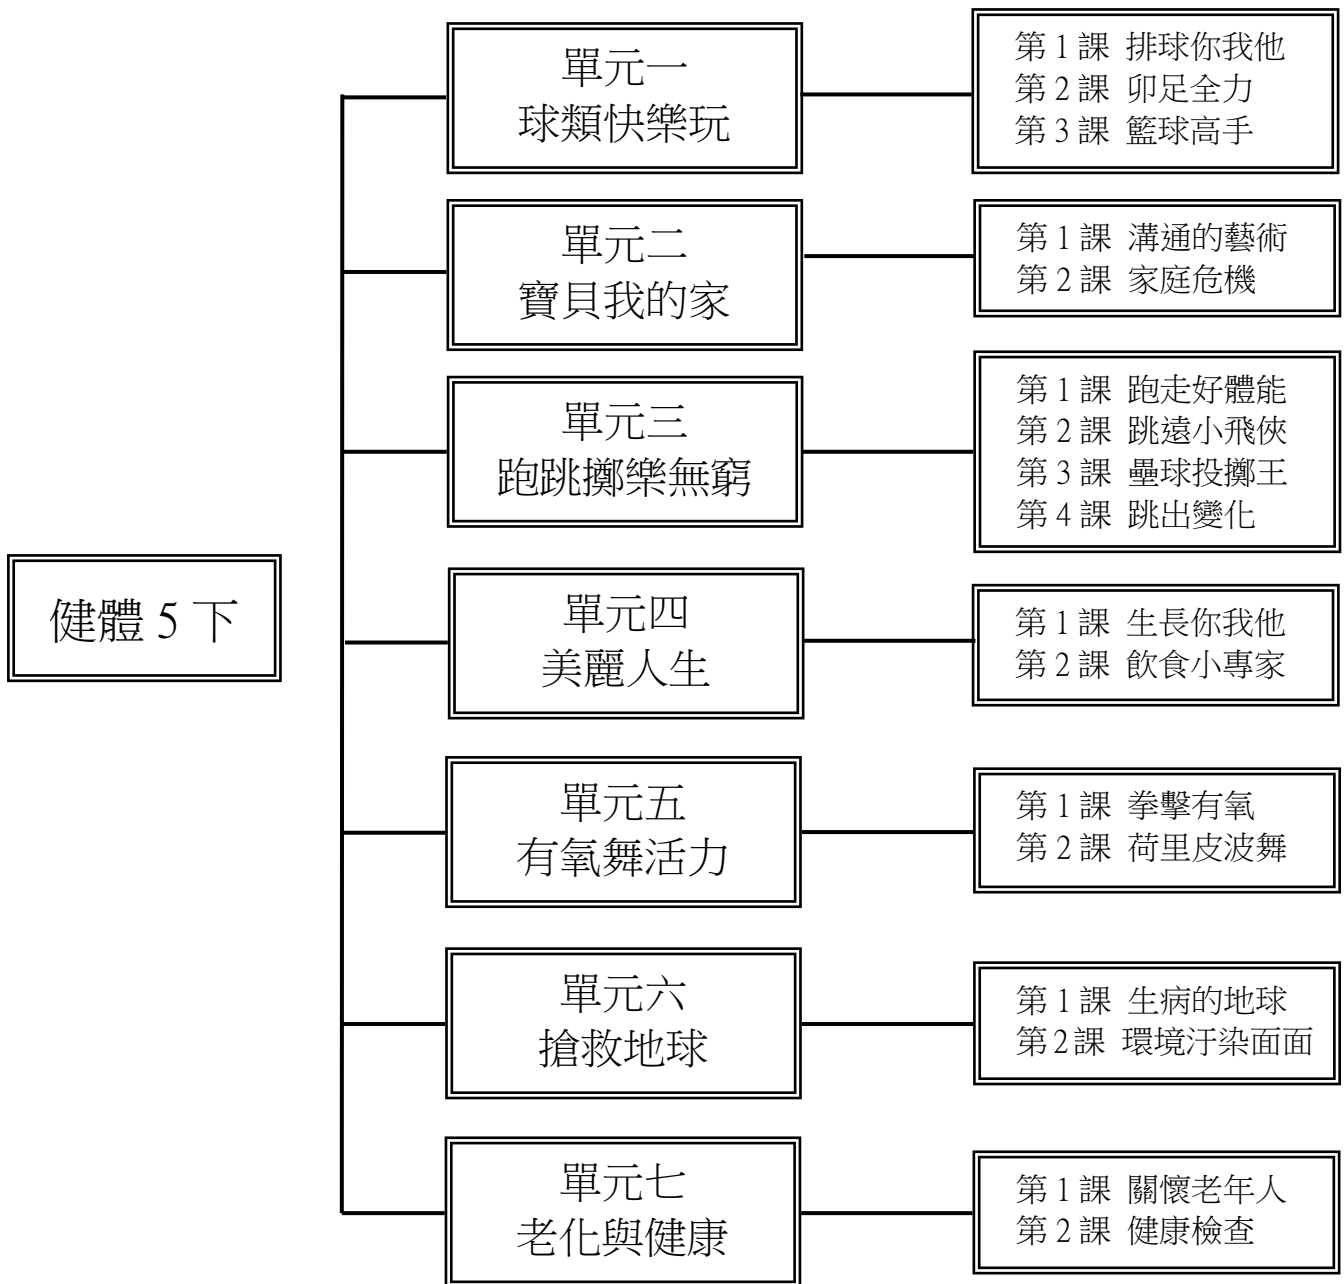 健體 5 下
單元一
球類快樂玩
第 1 課 排球你我他
第 2 課 卯足全力
第 3 課 籃球高手
單元二
寶貝我的家
第 1 課 溝通的藝術
第 2 課 家庭危機
單元三
跑跳擲樂無窮
第 1 課 跑走好體能
第 2 課 跳遠小飛俠
第 3 課 壘球投擲王
第 4 課 跳出變化
單元四
美麗人生
第 1 課 生長你我他
第 2 課 飲食小專家
單元五
有氧舞活力
第 1 課 拳擊有氧
第 2 課 荷里皮波舞
單元六
搶救地球
第 1 課 生病的地球
第 2 課 環境汙染面面
單元七
老化與健康
第 1 課 關懷老年人
第 2 課 健康檢查